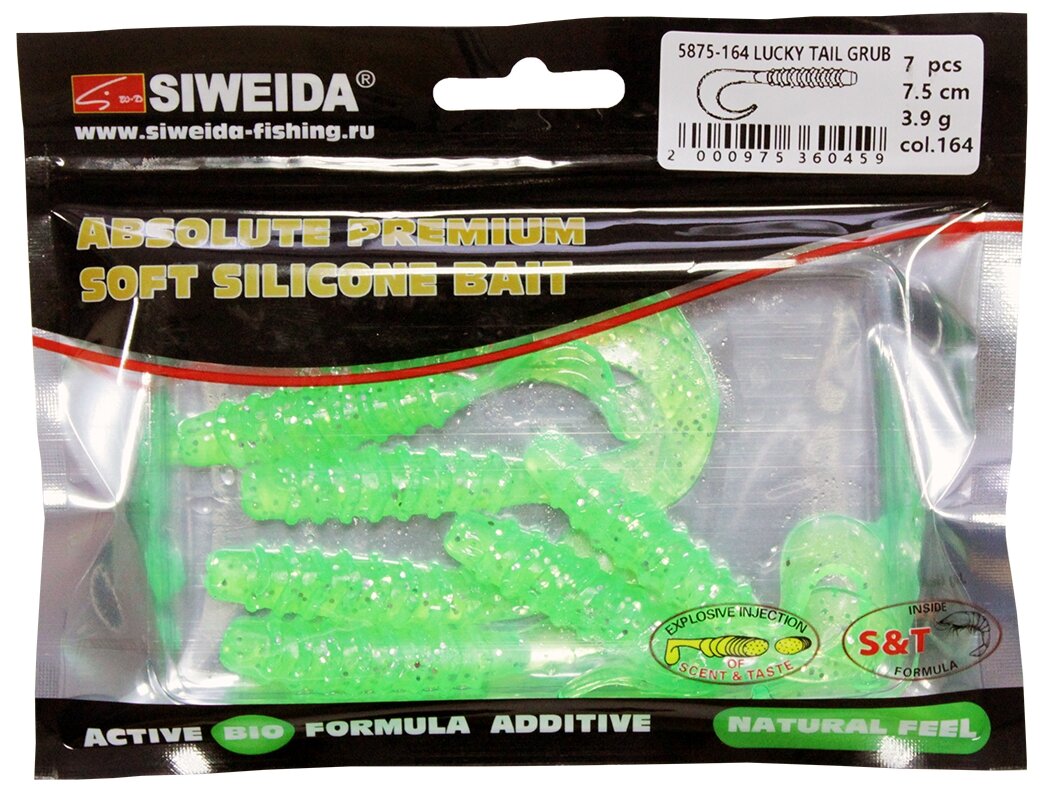 SIWEIDA®
www.siweida-fishing.ru
5875-164 LUCKY TAIL GRUB
7 pcs
7.5 cm
3.9 g
col.164
2 000975 360459
ABSOLUTE PREMIUM
SOFT SILICONE BAIT
EXPLOSIVE INJECTION
OF
SCENT & TASTE
INSIDE
S&T
FORMULA
ACTIVE BIO FORMULA ADDITIVE
NATURAL FEEL